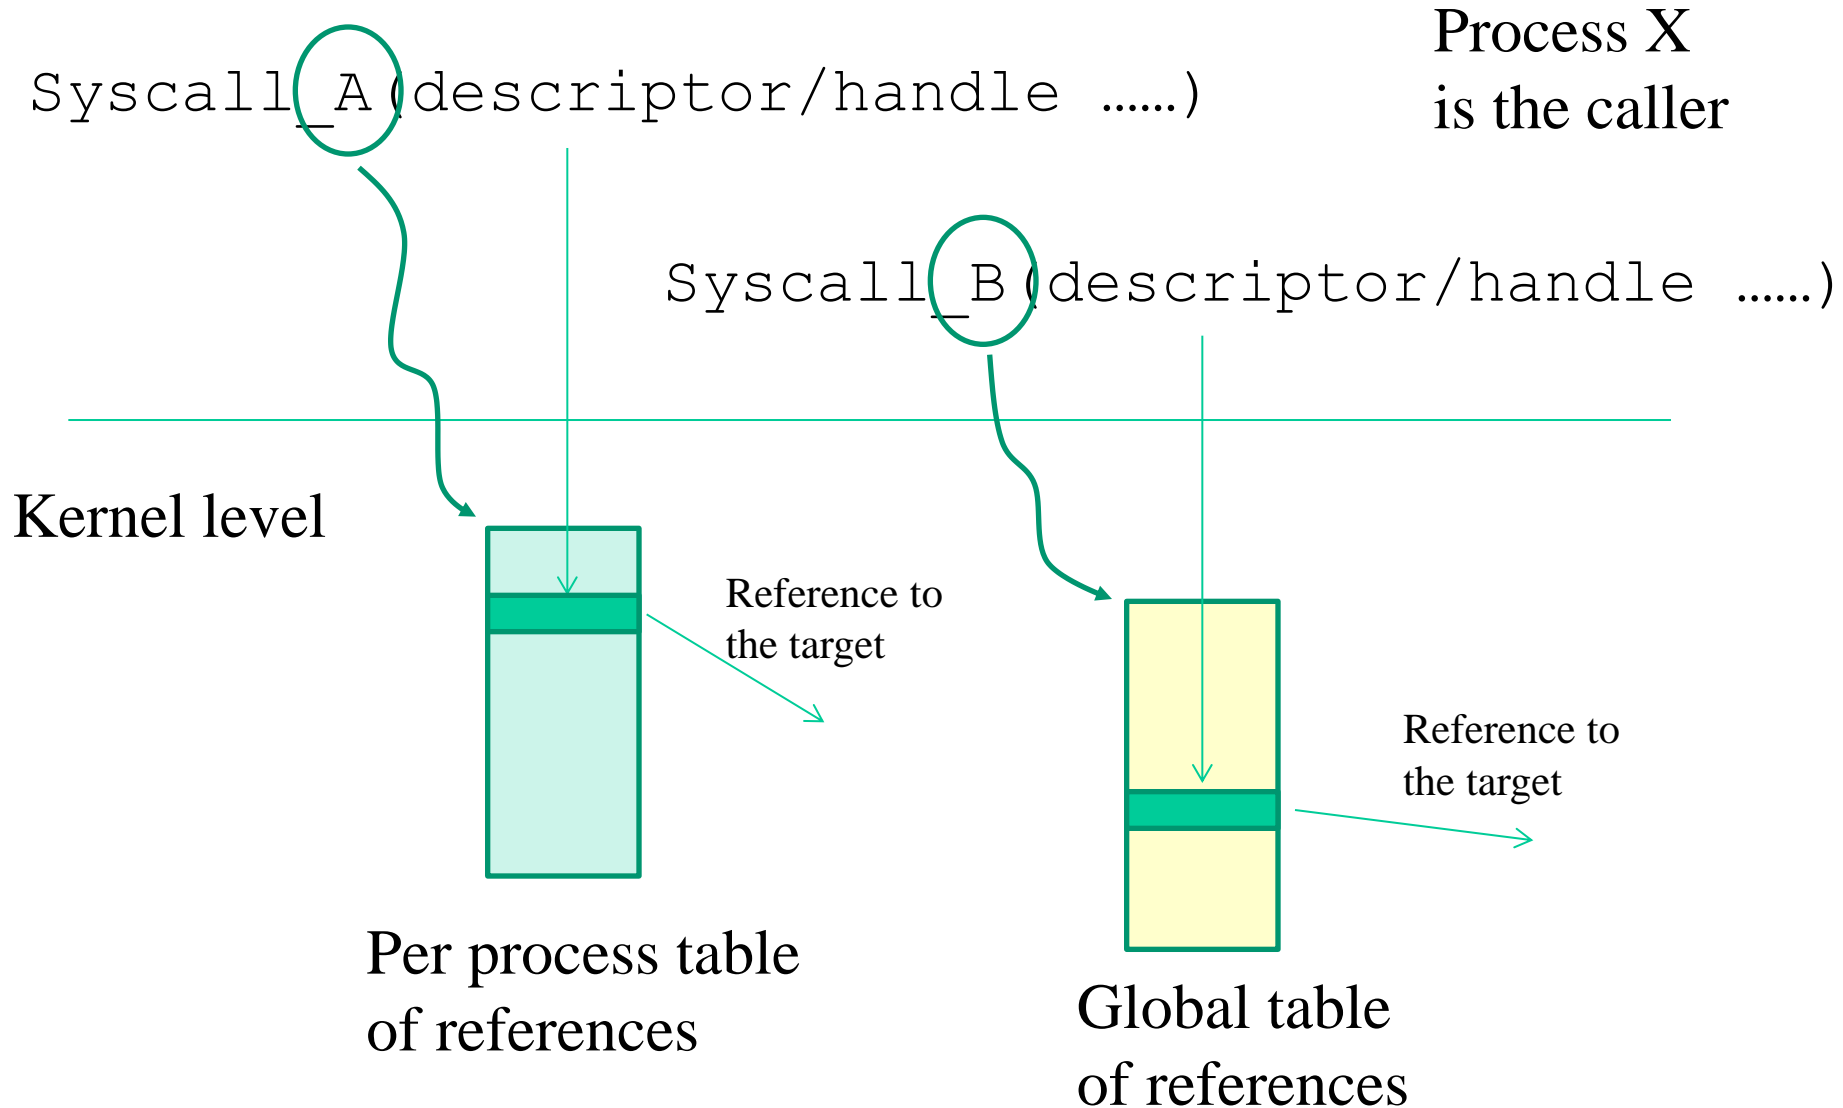 Process X
is the caller
Syscall_A(descriptor/handle ……)
Syscall_B(descriptor/handle ……)
Kernel level
Reference to
the target
Reference to
the target
Per process table
of references
Global table
of references